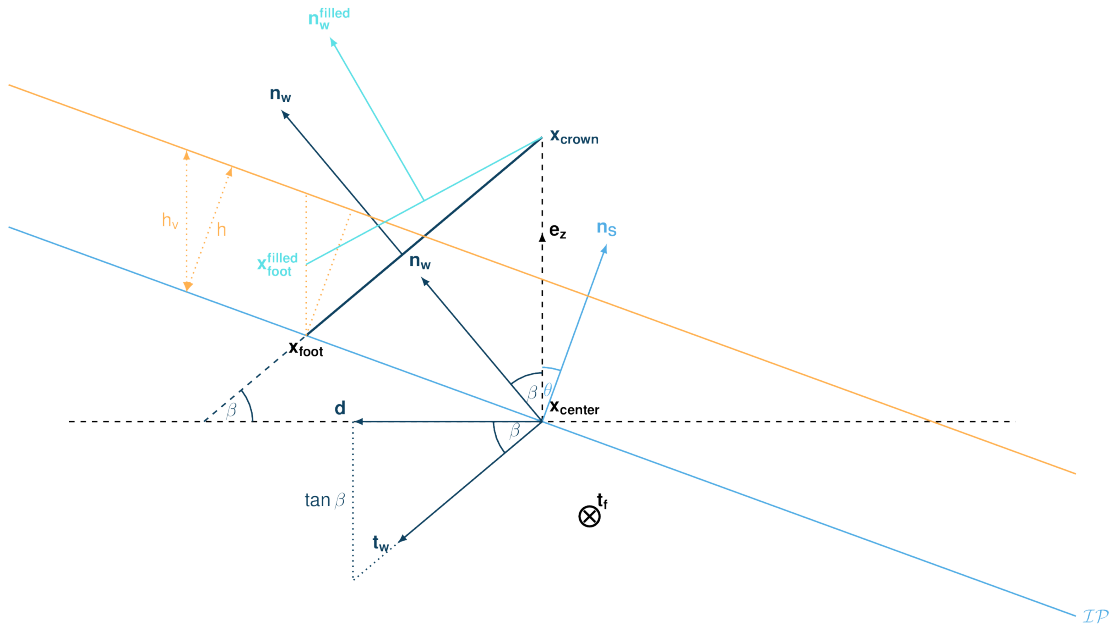 n_w^filled
n_w
x_crown
h_v
h
e_z
n_S
x_foot^filled
n_w
x_foot
β
θ
x_center
β
d
β
tan β
t_f
t_w
IP